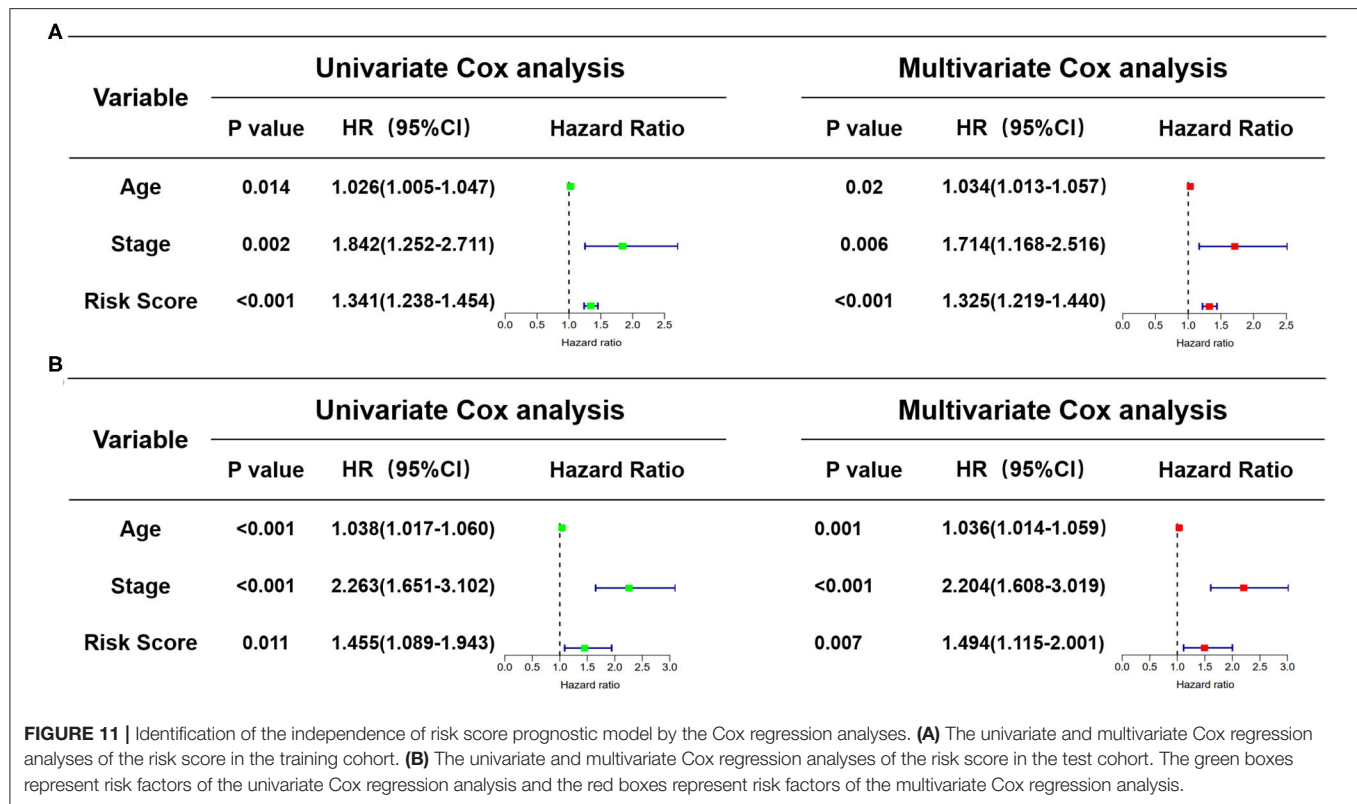 A
Variable
Univariate Cox analysis
Multivariate Cox analysis
P value HR (95%CI) Hazard Ratio
P value HR (95%CI) Hazard Ratio
Age 0.014 1.026(1.005-1.047) 0.02 1.034(1.013-1.057)
Stage 0.002 1.842(1.252-2.711) 0.006 1.714(1.168-2.516)
Risk Score <0.001 1.341(1.238-1.454) <0.001 1.325(1.219-1.440)
0.0 0.5 1.0 1.5 2.0 2.5
Hazard ratio
0.0 0.5 1.0 1.5 2.0 2.5
Hazard ratio
B
Variable
Univariate Cox analysis
Multivariate Cox analysis
P value HR (95%CI) Hazard Ratio
P value HR (95%CI) Hazard Ratio
Age <0.001 1.038(1.017-1.060) 0.001 1.036(1.014-1.059)
Stage <0.001 2.263(1.651-3.102) <0.001 2.204(1.608-3.019)
Risk Score 0.011 1.455(1.089-1.943) 0.007 1.494(1.115-2.001)
0.0 0.5 1.0 1.5 2.0 2.5 3.0
Hazard ratio
0.0 0.5 1.0 1.5 2.0 2.5 3.0
Hazard ratio
FIGURE 11 | Identification of the independence of risk score prognostic model by the Cox regression analyses. (A) The univariate and multivariate Cox regression
analyses of the risk score in the training cohort. (B) The univariate and multivariate Cox regression analyses of the risk score in the test cohort. The green boxes
represent risk factors of the univariate Cox regression analysis and the red boxes represent risk factors of the multivariate Cox regression analysis.